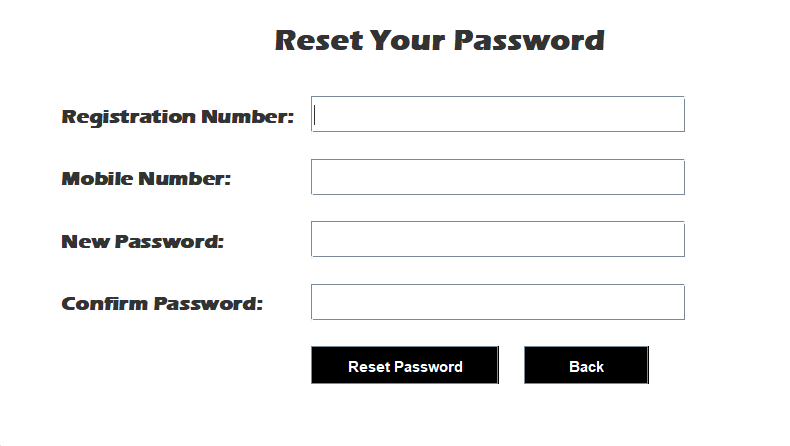 Reset Your Password
Registration Number:
Mobile Number:
New Password:
Confirm Password:
Reset Password Back